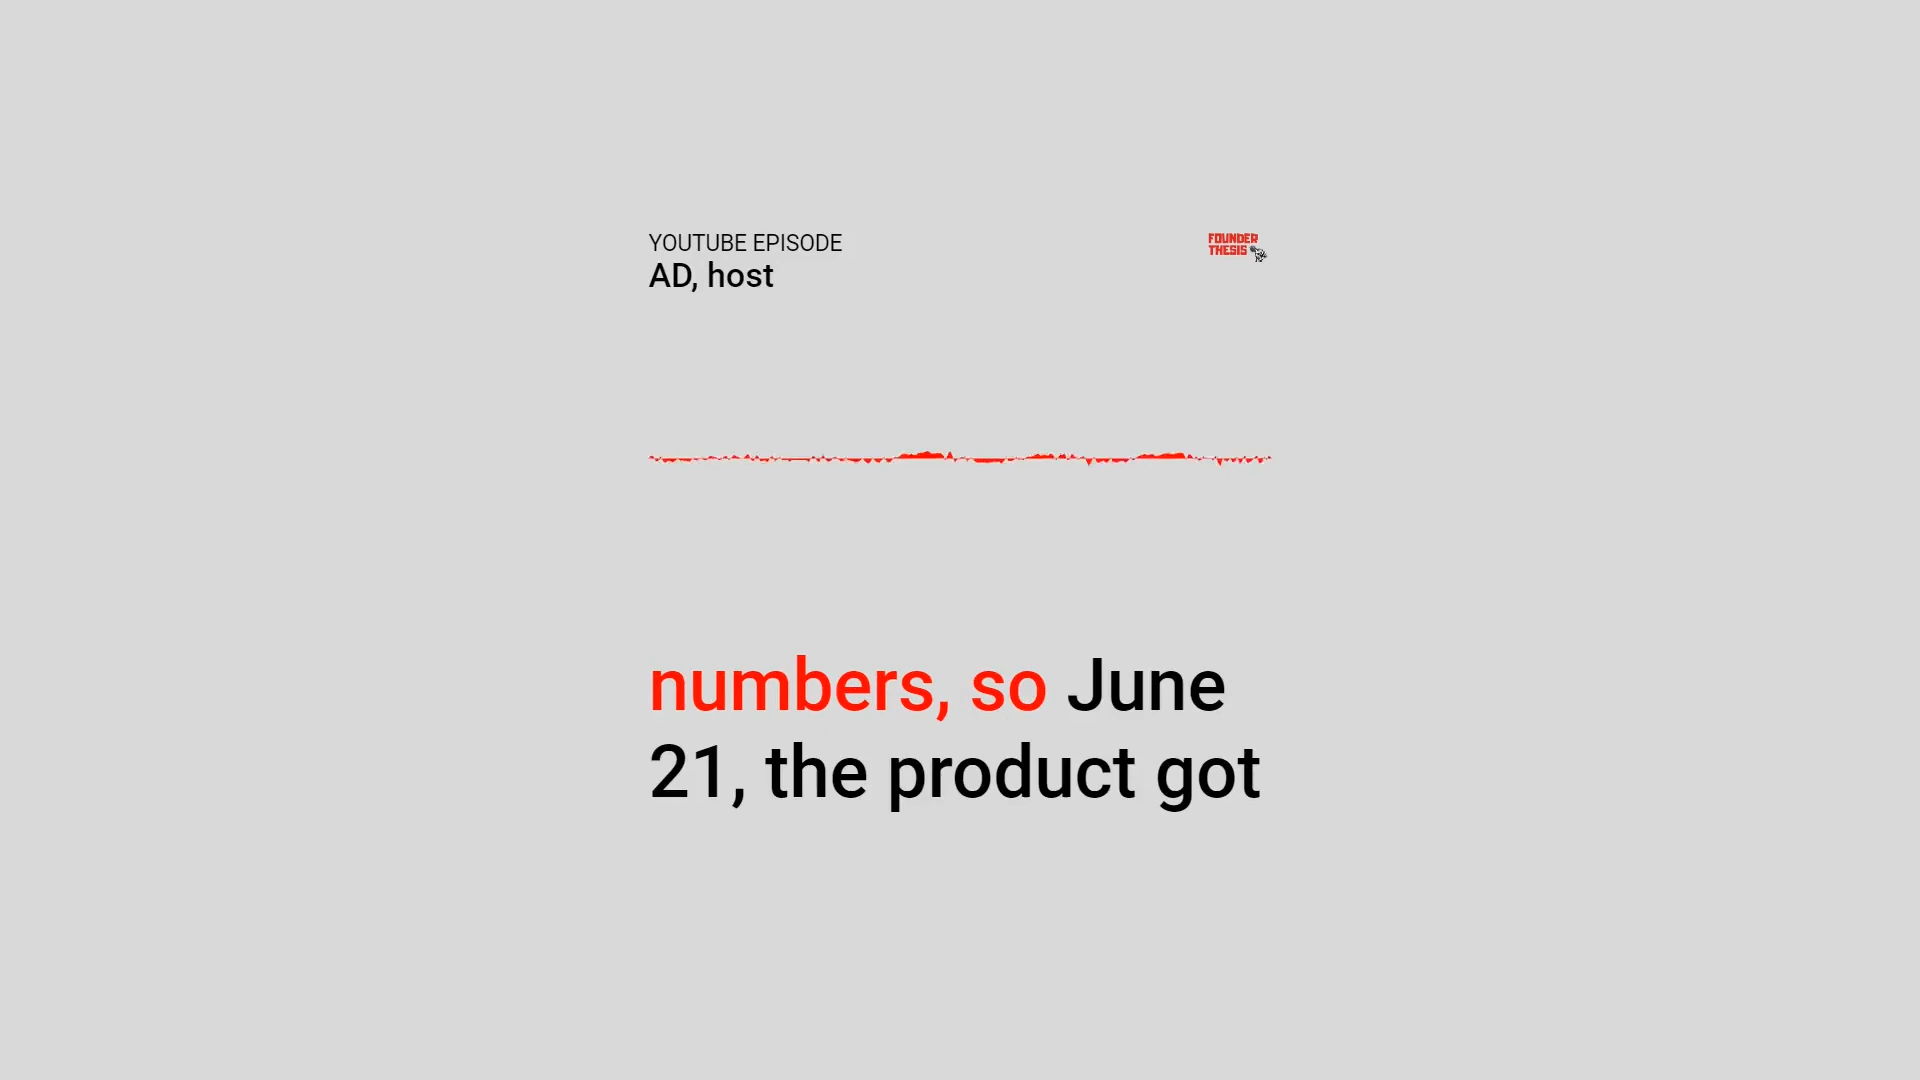 YOUTUBE EPISODE
AD, host
FOUNDER
THESIS
numbers, so June
21, the product got